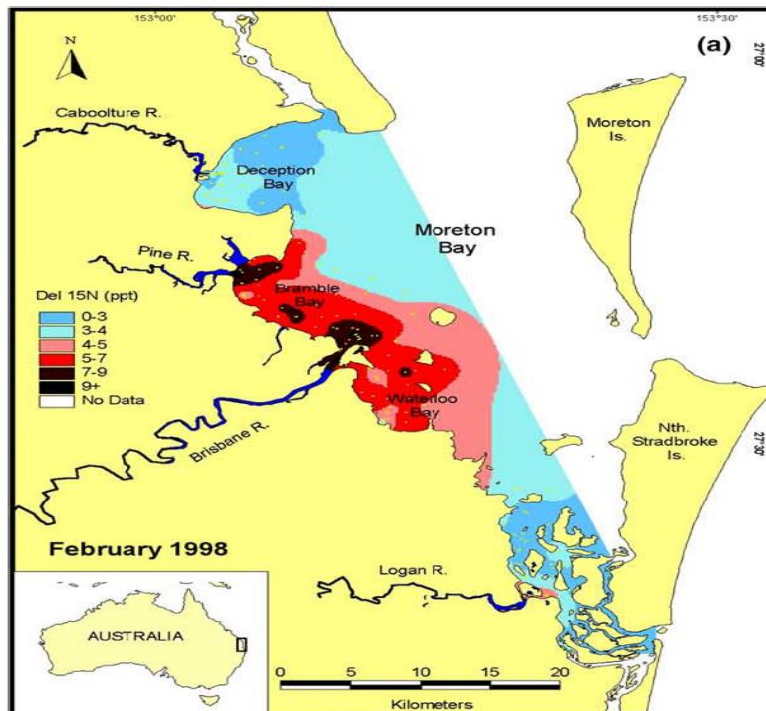 153°00'
153°30'
(a)
N
27°00'
Caboolture R.
Moreton
Is.
Deception
Bay
Moreton
Bay
Pine R.
Bramble
Bay
Del 15N (ppt)
0-3
3-4
4-5
5-7
7-9
9+
No Data
Waterloo
Bay
Brisbane R.
Nth.
Stradbroke
Is.
27°30'
February 1998
Logan R.
AUSTRALIA
0 5 10 15 20
Kilometers